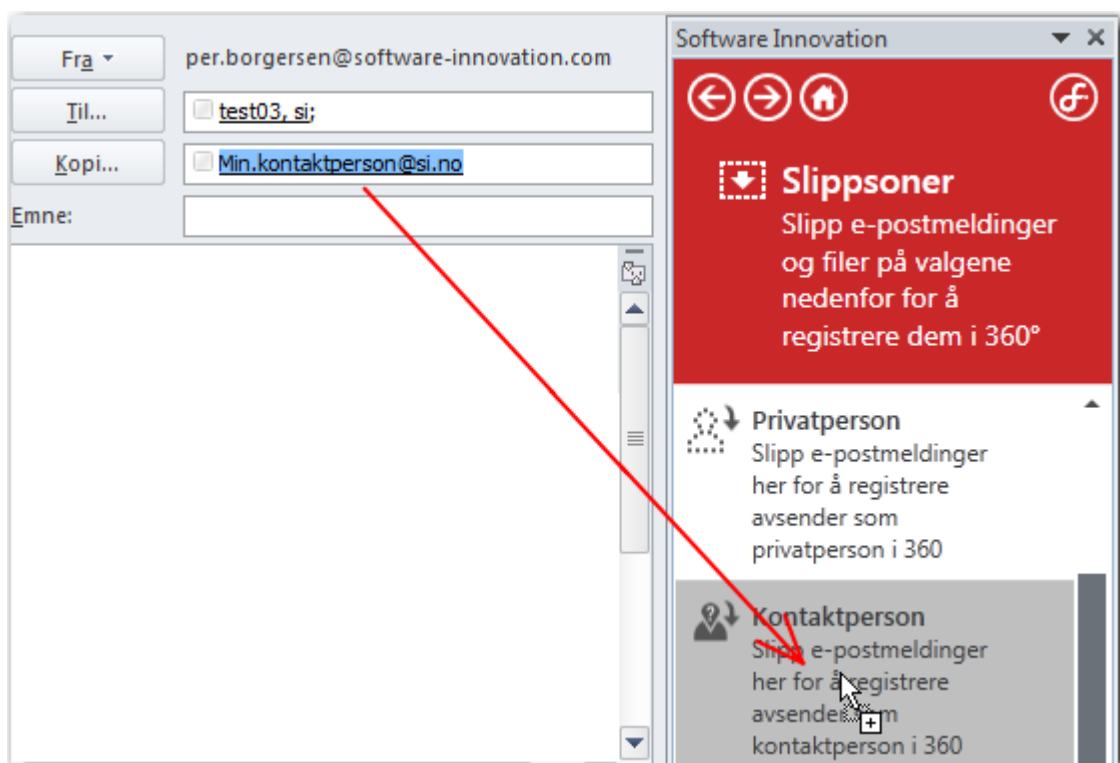 Fra
per.borgersen@software-innovation.com
Til...
test03, si;
Kopi...
Min.kontaktperson@si.no
Emne:
Software Innovation
Slippsoner
Slipp e-postmeldinger
og filer på valgene
nedenfor for å
registrere dem i 360°
Privatperson
Slipp e-postmeldinger
her for å registrere
avsender som
privatperson i 360
Kontaktperson
Slipp e-postmeldinger
her for å registrere
avsender som
kontaktperson i 360